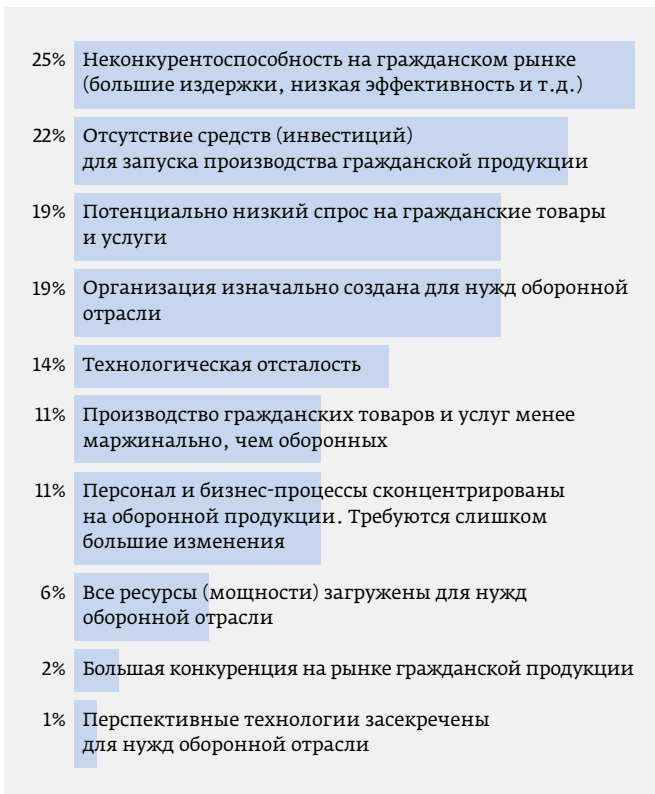 25% Неконкурентоспособность на гражданском рынке
(большие издержки, низкая эффективность и т.д.)
22% Отсутствие средств (инвестиций)
для запуска производства гражданской продукции
19% Потенциально низкий спрос на гражданские товары
и услуги
19% Организация изначально создана для нужд оборонной
отрасли
14% Технологическая отсталость
11% Производство гражданских товаров и услуг менее
маржинально, чем оборонных
11% Персонал и бизнес-процессы сконцентрированы
на оборонной продукции. Требуются слишком
большие изменения
6% Все ресурсы (мощности) загружены для нужд
оборонной отрасли
2% Большая конкуренция на рынке гражданской продукции
1% Перспективные технологии засекречены
для нужд оборонной отрасли